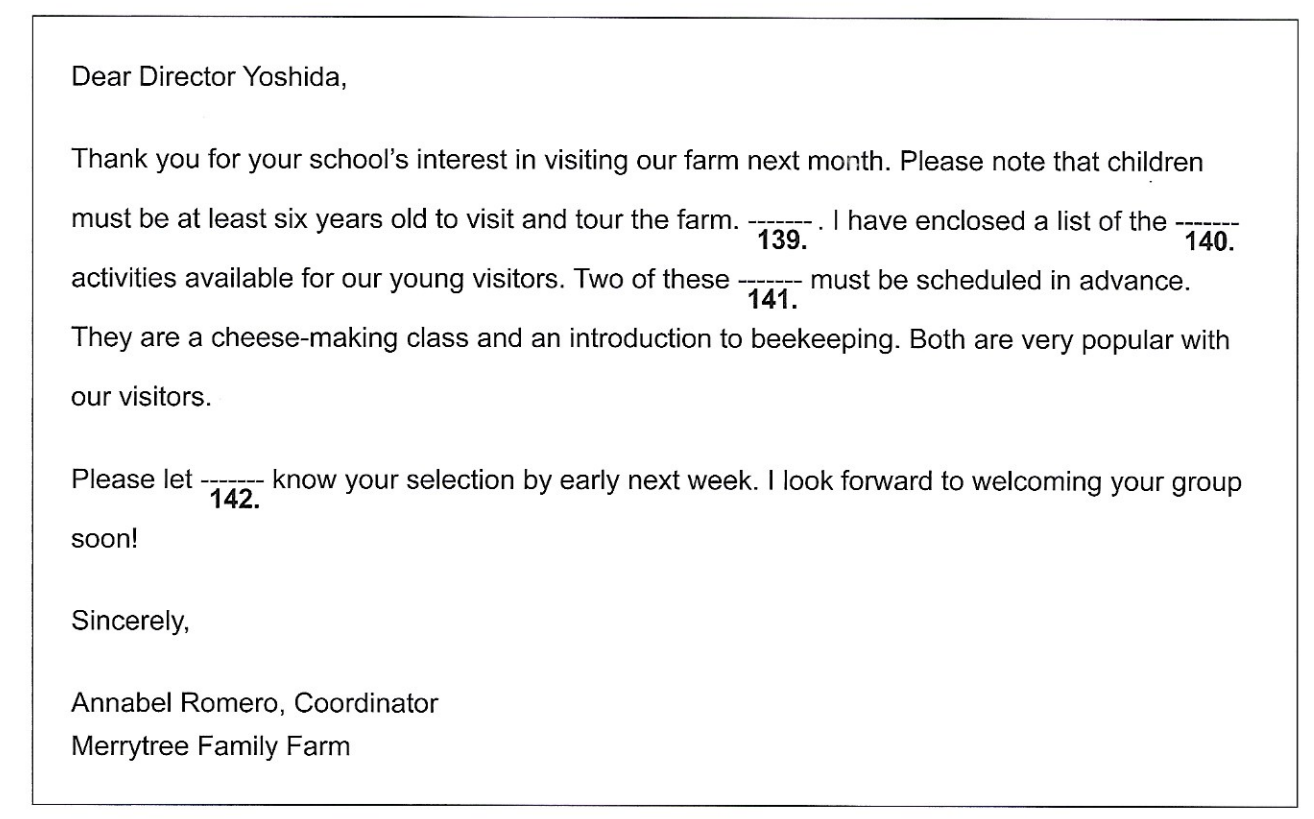 Dear Director Yoshida,
Thank you for your school's interest in visiting our farm next month. Please note that children
must be at least six years old to visit and tour the farm. ------- . I have enclosed a list of the -------
139. 140.
activities available for our young visitors. Two of these ------- must be scheduled in advance.
141.
They are a cheese-making class and an introduction to beekeeping. Both are very popular with
our visitors.
Please let ------- know your selection by early next week. I look forward to welcoming your group
142.
soon!
Sincerely,
Annabel Romero, Coordinator
Merrytree Family Farm